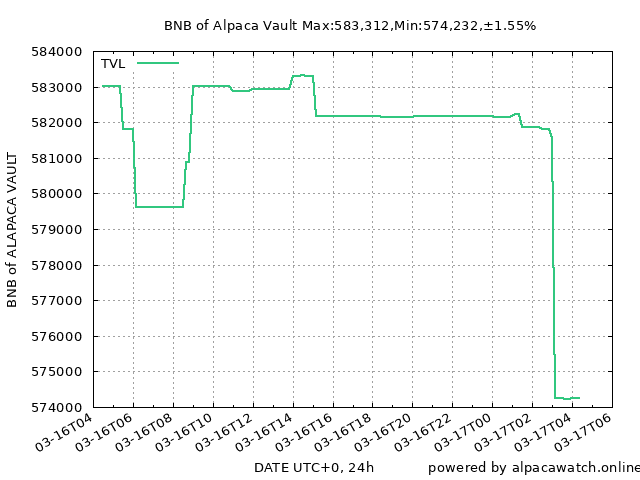 BNB of Alpaca Vault Max:583,312,Min:574,232,±1.55%
TVL
584000
583000
582000
581000
580000
579000
578000
577000
576000
575000
574000
BNB of ALAPACA VAULT
03-16T04
03-16T06
03-16T08
03-16T10
03-16T12
03-16T14
03-16T16
03-16T18
03-16T20
03-16T22
03-17T00
03-17T02
03-17T04
03-17T06
DATE UTC+0, 24h
powered by alpacawatch.online